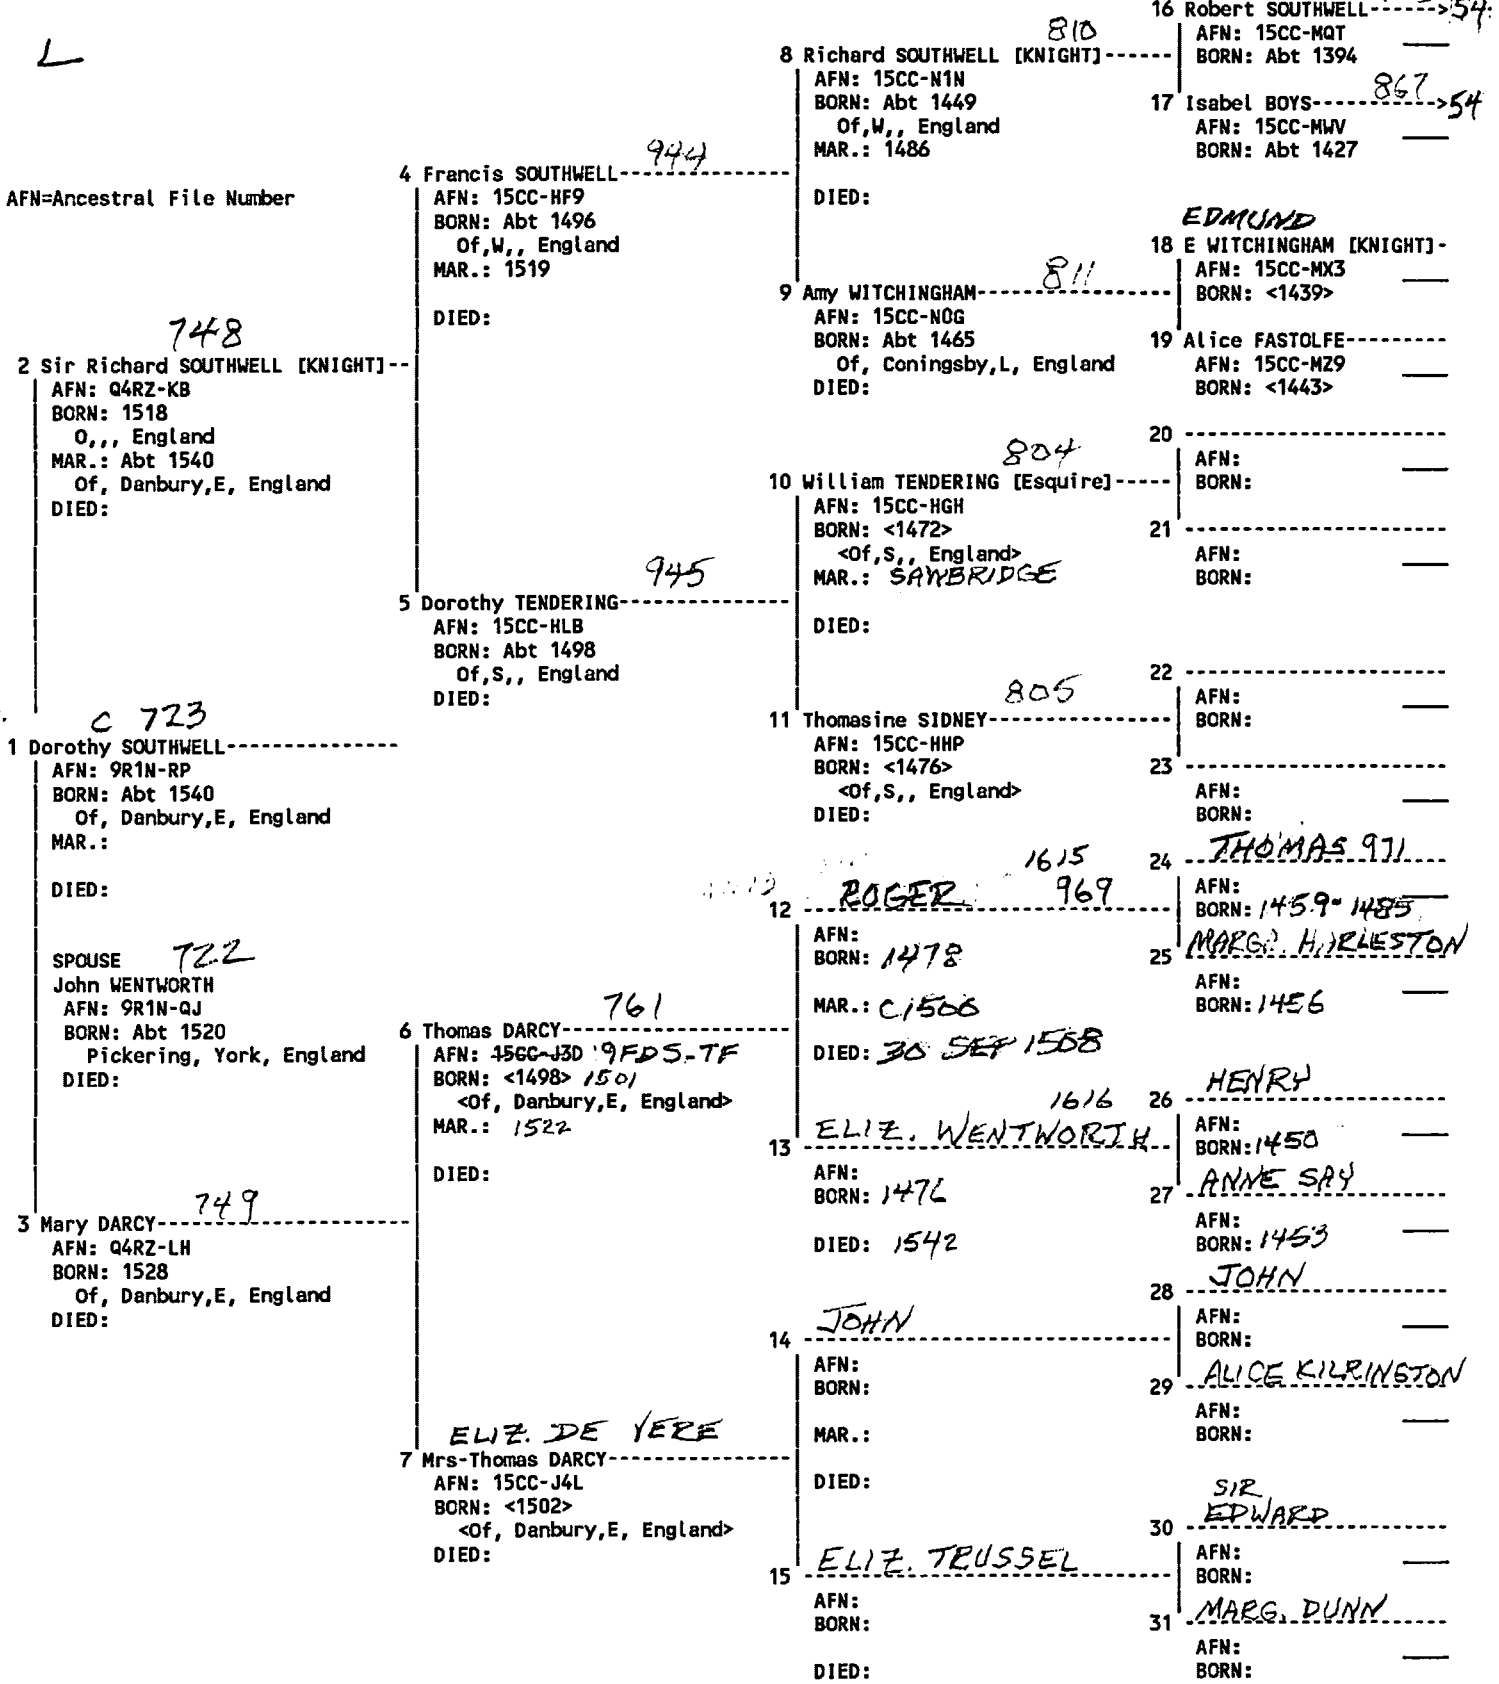 L
AFN=Ancestral File Number
C 723
1 Dorothy SOUTHWELL---------------
AFN: 9R1N-RP
BORN: Abt 1540
Of, Danbury,E, England
MAR.:
DIED:
SPOUSE 722
John WENTWORTH
AFN: 9R1N-QJ
BORN: Abt 1520
Pickering, York, England
DIED:
748
2 Sir Richard SOUTHWELL [KNIGHT]--
AFN: Q4RZ-KB
BORN: 1518
O,,, England
MAR.: Abt 1540
Of, Danbury,E, England
DIED:
749
3 Mary DARCY----------------------
AFN: Q4RZ-LH
BORN: 1528
Of, Danbury,E, England
DIED:
944
4 Francis SOUTHWELL---------------
AFN: 15CC-HF9
BORN: Abt 1496
Of,W,, England
MAR.: 1519
DIED:
945
5 Dorothy TENDERING---------------
AFN: 15CC-HLB
BORN: Abt 1498
Of,S,, England
DIED:
761
6 Thomas DARCY--------------------
AFN: 15CC-J3D 9FDS-TF
BORN: <1498> 1501
<Of, Danbury,E, England>
MAR.: 1522
DIED:
ELIZ. DE VERE
7 Mrs-Thomas DARCY----------------
AFN: 15CC-J4L
BORN: <1502>
<Of, Danbury,E, England>
DIED:
810
8 Richard SOUTHWELL [KNIGHT]------
AFN: 15CC-N1N
BORN: Abt 1449
Of,W,, England
MAR.: 1486
DIED:
811
9 Amy WITCHINGHAM-----------------
AFN: 15CC-N0G
BORN: Abt 1465
Of, Coningsby,L, England
DIED:
804
10 William TENDERING [Esquire]-----
AFN: 15CC-HGH
BORN: <1472>
<Of,S,, England>
MAR.: SAWBRIDGE
DIED:
805
11 Thomasine SIDNEY----------------
AFN: 15CC-HHP
BORN: <1476>
<Of,S,, England>
DIED:
1615
12 ROGER 969
AFN:
BORN: 1478
MAR.: C1500
DIED: 30 SEP 1508
1616
13 ELIZ. WENTWORTH
AFN:
BORN: 1476
DIED: 1542
14 JOHN
AFN:
BORN:
MAR.:
DIED:
15 ELIZ. TRUSSEL
AFN:
BORN:
DIED:
16 Robert SOUTHWELL------>54
AFN: 15CC-MQT
BORN: Abt 1394
867
17 Isabel BOYS----------->54
AFN: 15CC-MWV
BORN: Abt 1427
EDMUND
18 E WITCHINGHAM [KNIGHT]-
AFN: 15CC-MX3
BORN: <1439>
19 Alice FASTOLFE---------
AFN: 15CC-MZ9
BORN: <1443>
20 -----------------------
AFN:
BORN:
21 -----------------------
AFN:
BORN:
22 -----------------------
AFN:
BORN:
23 -----------------------
AFN:
BORN:
24 THOMAS 971
AFN:
BORN: 1459-1485
25 MARG. HARLESTON
AFN:
BORN: 1456
26 HENRY
AFN:
BORN: 1450
27 ANNE SAY
AFN:
BORN: 1453
28 JOHN
AFN:
BORN:
29 ALICE KILRINGTON
AFN:
BORN:
SIR
30 EDWARD
AFN:
BORN:
31 MARG. DUNN
AFN:
BORN: